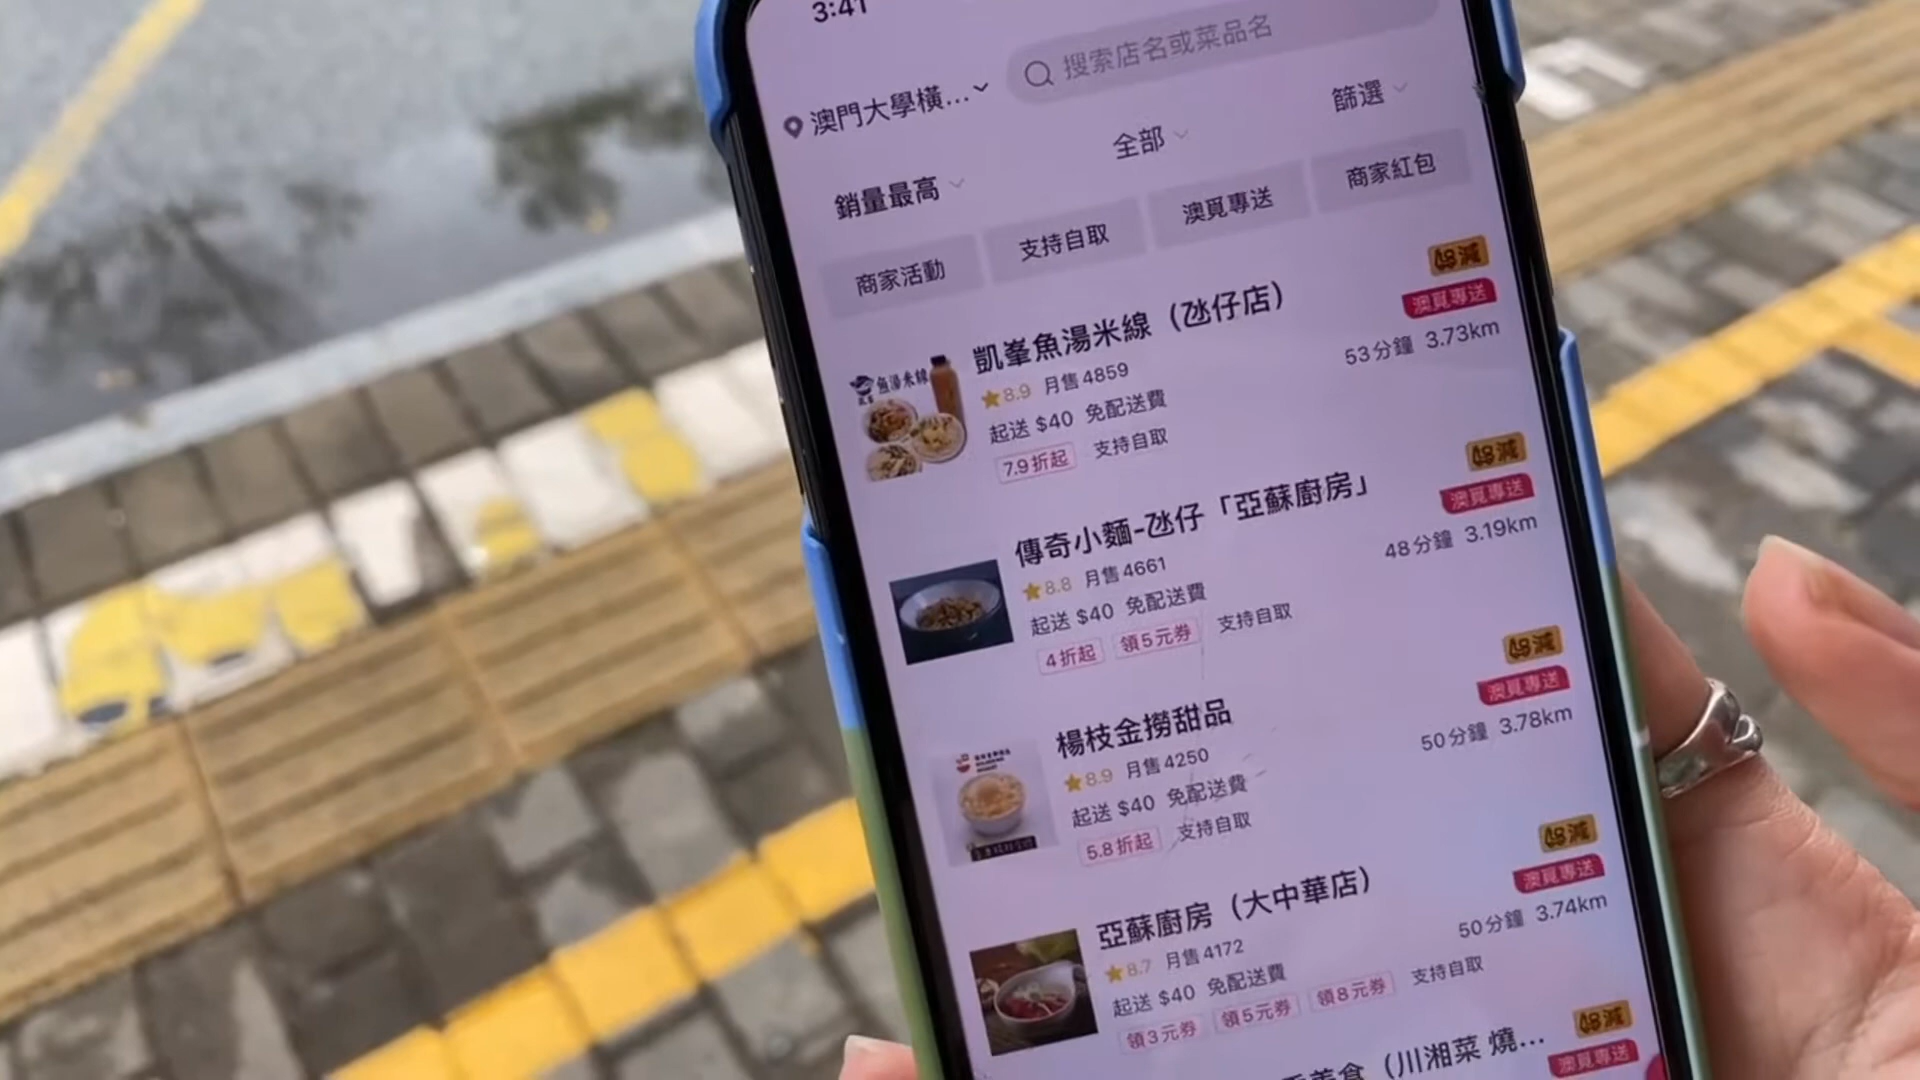 3:41
澳門大學橫...
搜索店名或菜品名
銷量最高
全部
篩選
商家活動
支持自取
澳覓專送
商家紅包
凱峯魚湯米線（氹仔店）
8.9 月售4859
起送 $40 免配送費
7.9折起 支持自取
澳覓專送
53分鐘 3.73km
魚湯米線
傳奇小麵-氹仔「亞蘇廚房」
8.8 月售4661
起送 $40 免配送費
4折起 領5元券 支持自取
澳覓專送
48分鐘 3.19km
楊枝金撈甜品
8.9 月售4250
起送 $40 免配送費
5.8折起 支持自取
澳覓專送
50分鐘 3.78km
亞蘇廚房（大中華店）
8.7 月售4172
起送 $40 免配送費
領3元券 領5元券 領8元券 支持自取
澳覓專送
50分鐘 3.74km
美食（川湘菜 燒...
澳覓專送